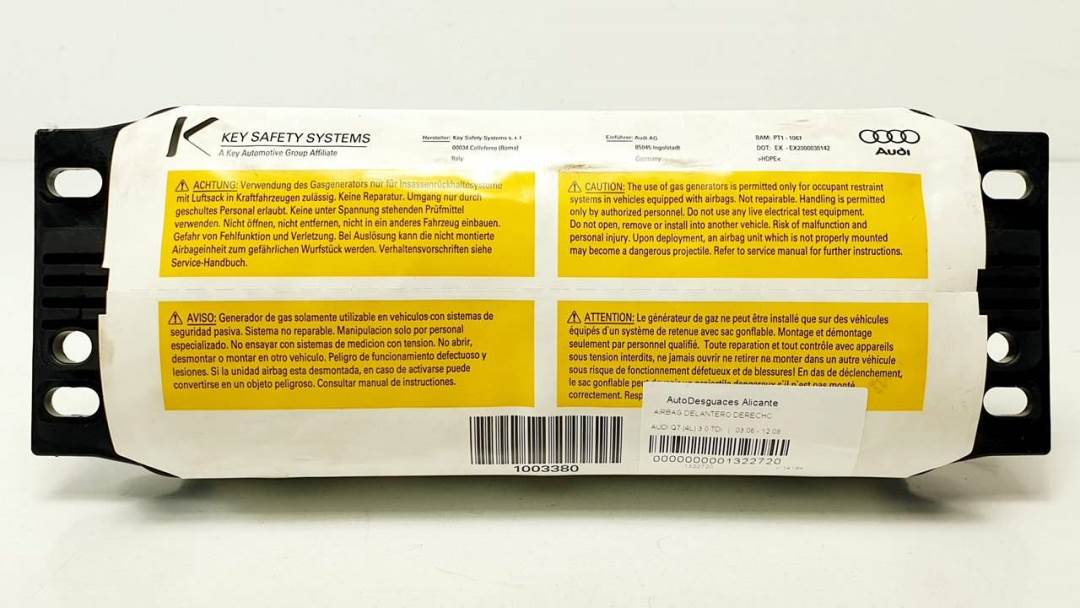 KEY SAFETY SYSTEMS
A Key Automotive Group Affiliate
Hersteller: Key Safety Systems s. r. l
00034 Colleferro (Roma)
Italy
Einführer: Audi AG
85045 Ingolstadt
Germany
BAM: PT1 - 1061
DOT: EX - EX2000030142
>HDPE<
Audi
ACHTUNG: Verwendung des Gasgenerators nur für Insassenrückhaltesysteme
mit Luftsack in Kraftfahrzeugen zulässig. Keine Reparatur. Umgang nur durch
geschultes Personal erlaubt. Keine unter Spannung stehenden Prüfmittel
verwenden. Nicht öffnen, nicht entfernen, nicht in ein anderes Fahrzeug einbauen.
Gefahr von Fehlfunktion und Verletzung. Bei Auslösung kann die nicht montierte
Airbageinheit zum gefährlichen Wurfstück werden. Verhaltensvorschriften siehe
Service-Handbuch.
CAUTION: The use of gas generators is permitted only for occupant restraint
systems in vehicles equipped with airbags. Not repairable. Handling is permitted
only by authorized personnel. Do not use any live electrical test equipment.
Do not open, remove or install into another vehicle. Risk of malfunction and
personal injury. Upon deployment, an airbag unit which is not properly mounted
may become a dangerous projectile. Refer to service manual for further instructions.
AVISO: Generador de gas solamente utilizable en vehiculos con sistemas de
seguridad pasiva. Sistema no reparable. Manipulacion solo por personal
especializado. No ensayar con sistemas de medicion con tension. No abrir,
desmontar o montar en otro vehiculo. Peligro de funcionamiento defectuoso y
lesiones. Si la unidad airbag esta desmontada, en caso de activarse puede
convertirse en un objeto peligroso. Consultar manual de instrucciones.
ATTENTION: Le générateur de gaz ne peut être installé que sur des véhicules
équipés d'un système de retenue avec sac gonflable. Montage et démontage
seulement par personnel qualifié. Toute reparation et tout contrôle avec appareils
sous tension interdits, ne jamais ouvrir ne retirer ne monter dans un autre véhicule
sous risque de fonctionnement défetueux et de blessures! En das de déclenchement,
le sac gonflable peut devenir un projectile dangereux s'il n'est pas monté
correctement.
1003380
AutoDesguaces Alicante
AIRBAG DELANTERO DERECHO
AUDI Q7 (4L) 3.0 TDI | 03.06 - 12.08
0000000001322720
1322720